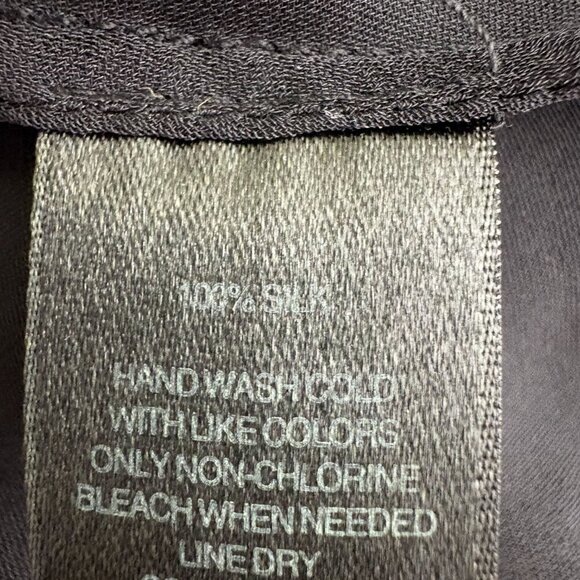 100% SILK
HAND WASH COLD
WITH LIKE COLORS
ONLY NON-CHLORINE
BLEACH WHEN NEEDED
LINE DRY